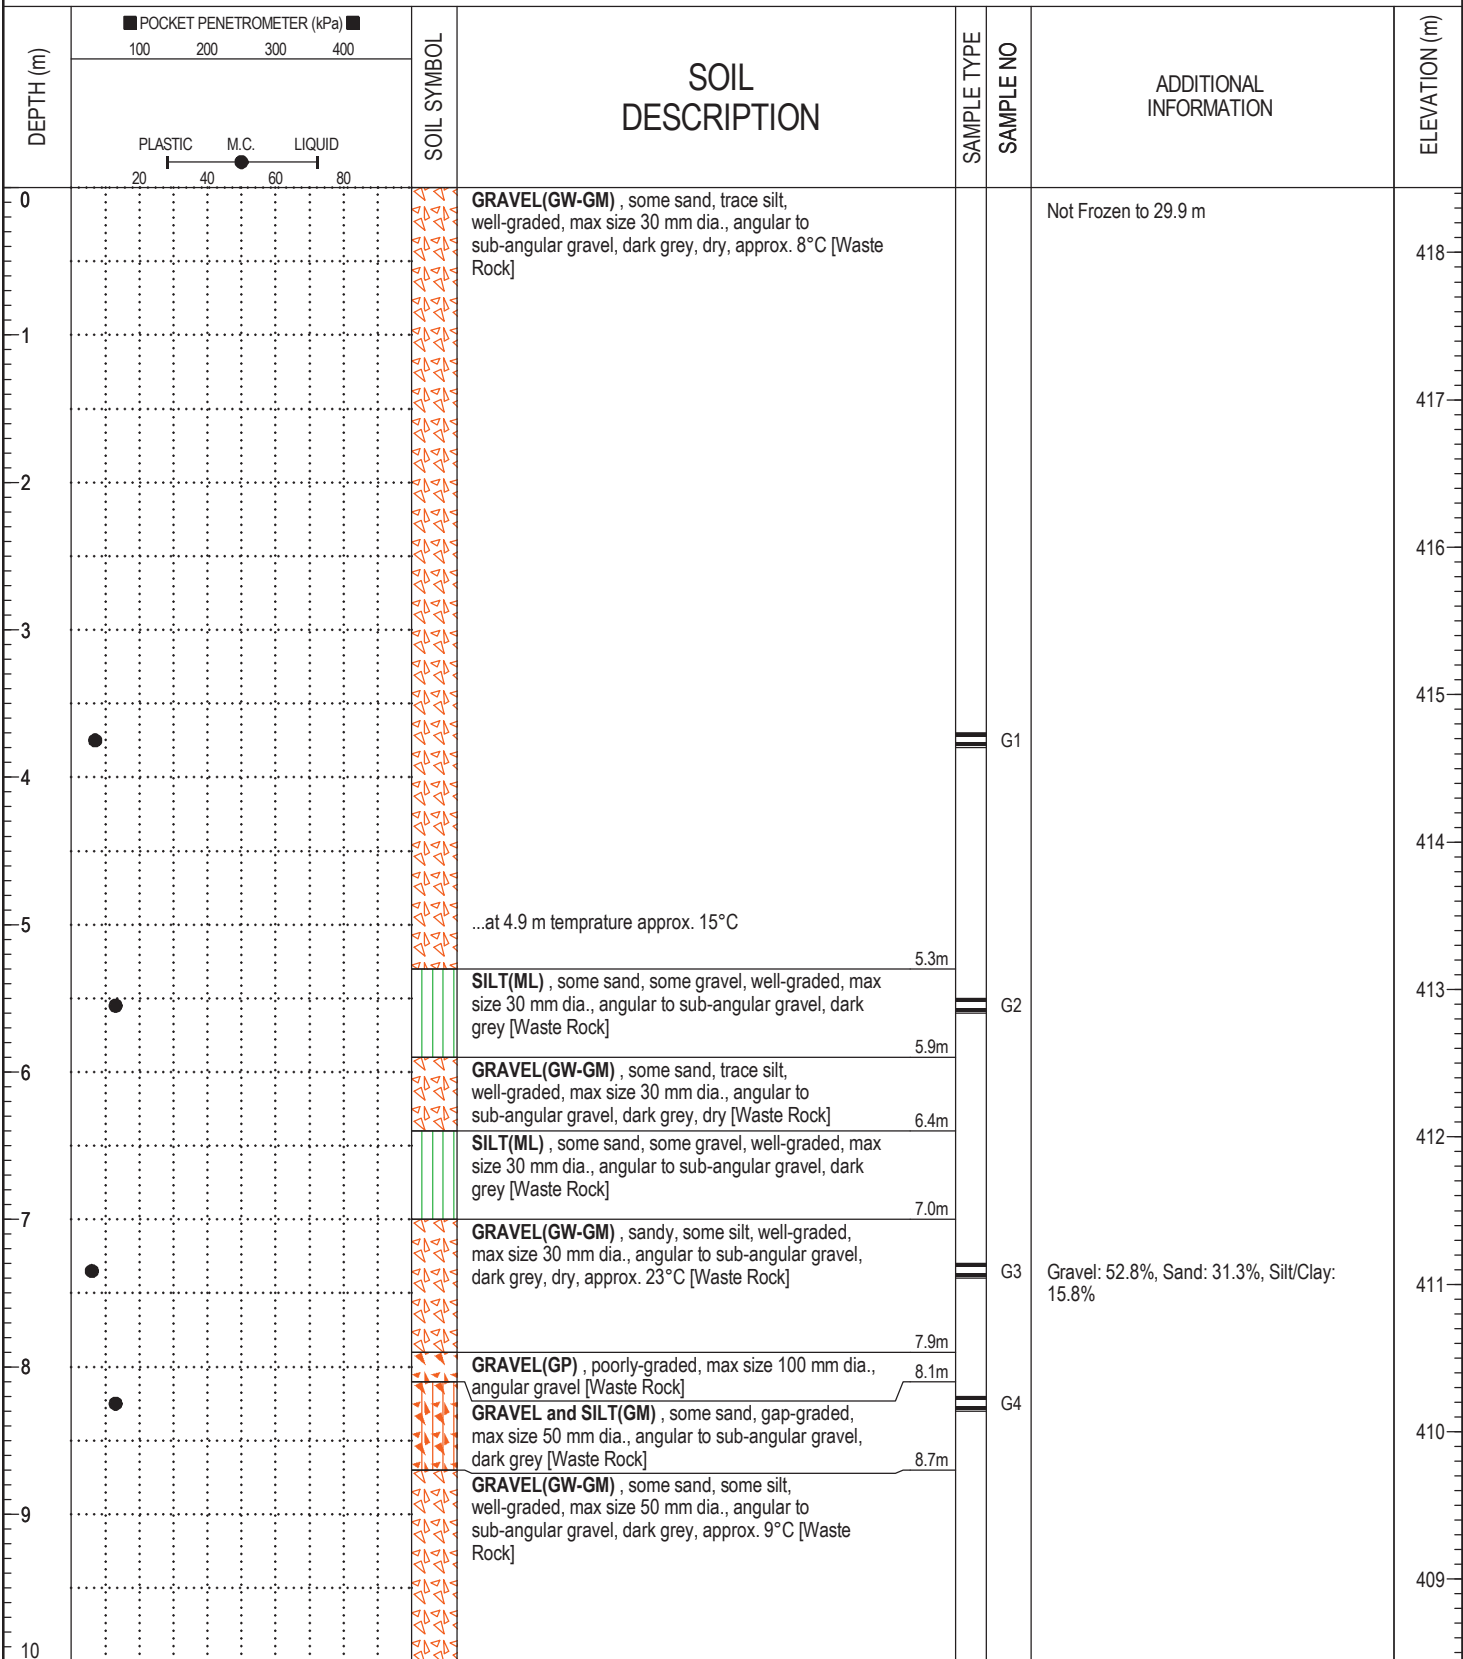 ■ POCKET PENETROMETER (kPa) ■
100 200 300 400
DEPTH (m)
PLASTIC M.C. LIQUID
20 40 60 80
SOIL SYMBOL
SOIL
DESCRIPTION
SAMPLE TYPE
SAMPLE NO
ADDITIONAL
INFORMATION
ELEVATION (m)
0
GRAVEL(GW-GM) , some sand, trace silt,
well-graded, max size 30 mm dia., angular to
sub-angular gravel, dark grey, dry, approx. 8°C [Waste
Rock]
Not Frozen to 29.9 m
418
1
417
2
416
3
415
G1
4
414
...at 4.9 m temprature approx. 15°C
5
5.3m
SILT(ML) , some sand, some gravel, well-graded, max
size 30 mm dia., angular to sub-angular gravel, dark
grey [Waste Rock]
G2
413
5.9m
GRAVEL(GW-GM) , some sand, trace silt,
well-graded, max size 30 mm dia., angular to
sub-angular gravel, dark grey, dry [Waste Rock]
6
6.4m
SILT(ML) , some sand, some gravel, well-graded, max
size 30 mm dia., angular to sub-angular gravel, dark
grey [Waste Rock]
412
7.0m
7
GRAVEL(GW-GM) , sandy, some silt, well-graded,
max size 30 mm dia., angular to sub-angular gravel,
dark grey, dry, approx. 23°C [Waste Rock]
G3
Gravel: 52.8%, Sand: 31.3%, Silt/Clay:
15.8%
411
7.9m
8
GRAVEL(GP) , poorly-graded, max size 100 mm dia.,
angular gravel [Waste Rock]
8.1m
GRAVEL and SILT(GM) , some sand, gap-graded,
max size 50 mm dia., angular to sub-angular gravel,
dark grey [Waste Rock]
G4
410
8.7m
GRAVEL(GW-GM) , some sand, some silt,
well-graded, max size 50 mm dia., angular to
sub-angular gravel, dark grey, approx. 9°C [Waste
Rock]
9
409
10